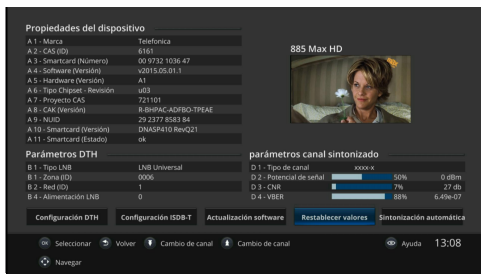 Propiedades del dispositivo
A 1 - Marca Telefonica
A 2 - CAS (ID) 6161
A 3 - Smartcard (Número) 00 9732 1036 47
A 4 - Software (Versión) v2015.05.01.1
A 5 - Hardware (Versión) A1
A 6 - Tipo Chipset - Revisión u03
A 7 - Proyecto CAS 721101
A 8 - CAK (Versión) R-BHPAC-ADFBO-TPEAE
A 9 - NUID 29 2377 8583 84
A 10 - Smartcard (Versión) DNASP410 RevQ21
A 11 - Smartcard (Estado) ok
885 Max HD
Parámetros DTH
B 1 - Tipo LNB LNB Universal
B 1 - Zona (ID) 0006
B 2 - Red (ID) 1
B 4 - Alimentación LNB 0
parámetros canal sintonizado
D 1 - Tipo de canal xxxx-x
D 2 - Potencial de señal 50% 0 dBm
D 3 - CNR 7% 27 db
D 4 - VBER 88% 6.49e-07
Configuración DTH Configuración ISDB-T Actualización software Restablecer valores Sintonización automática
OK Seleccionar Volver Cambio de canal Cambio de canal Ayuda 13:08
Navegar